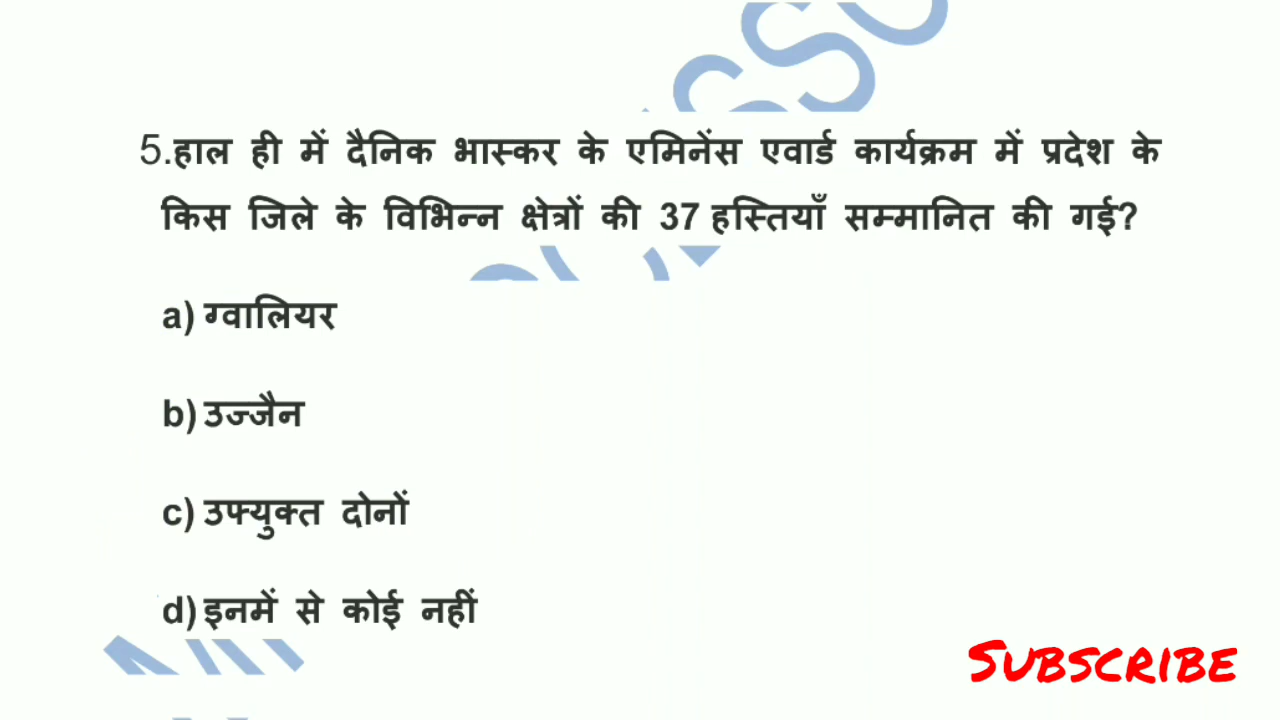 5.हाल ही में दैनिक भास्कर के एमिनेंस एवार्ड कार्यक्रम में प्रदेश के
किस जिले के विभिन्न क्षेत्रों की 37 हस्तियाँ सम्मानित की गई?
a) ग्वालियर
b) उज्जैन
c) उफ्युक्त दोनों
d) इनमें से कोई नहीं
SUBSCRIBE